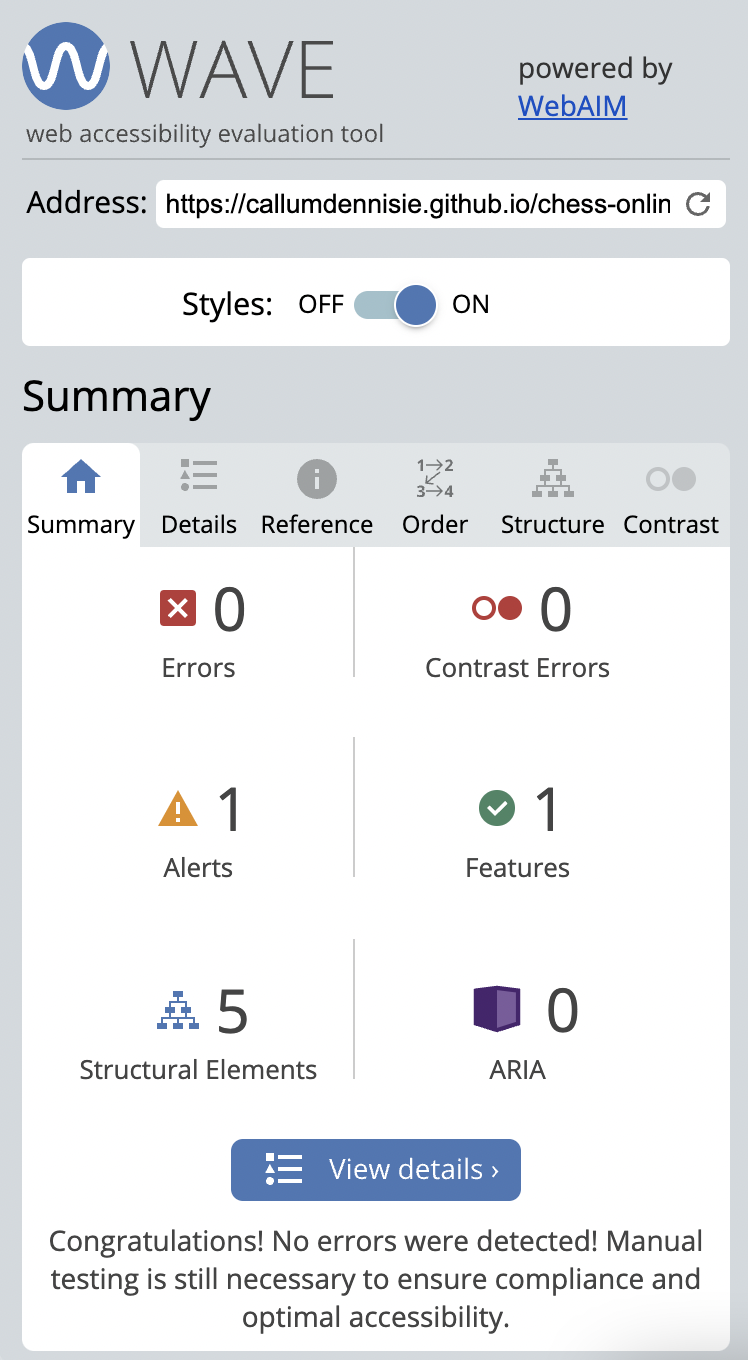 WAVE
powered by
WebAIM
web accessibility evaluation tool
Address: https://callumdennisie.github.io/chess-onlin
Styles: OFF ON
Summary
1→2
3→4
Summary Details Reference Order Structure Contrast
0 0
Errors Contrast Errors
1 1
Alerts Features
5 0
Structural Elements ARIA
View details ›
Congratulations! No errors were detected! Manual
testing is still necessary to ensure compliance and
optimal accessibility.